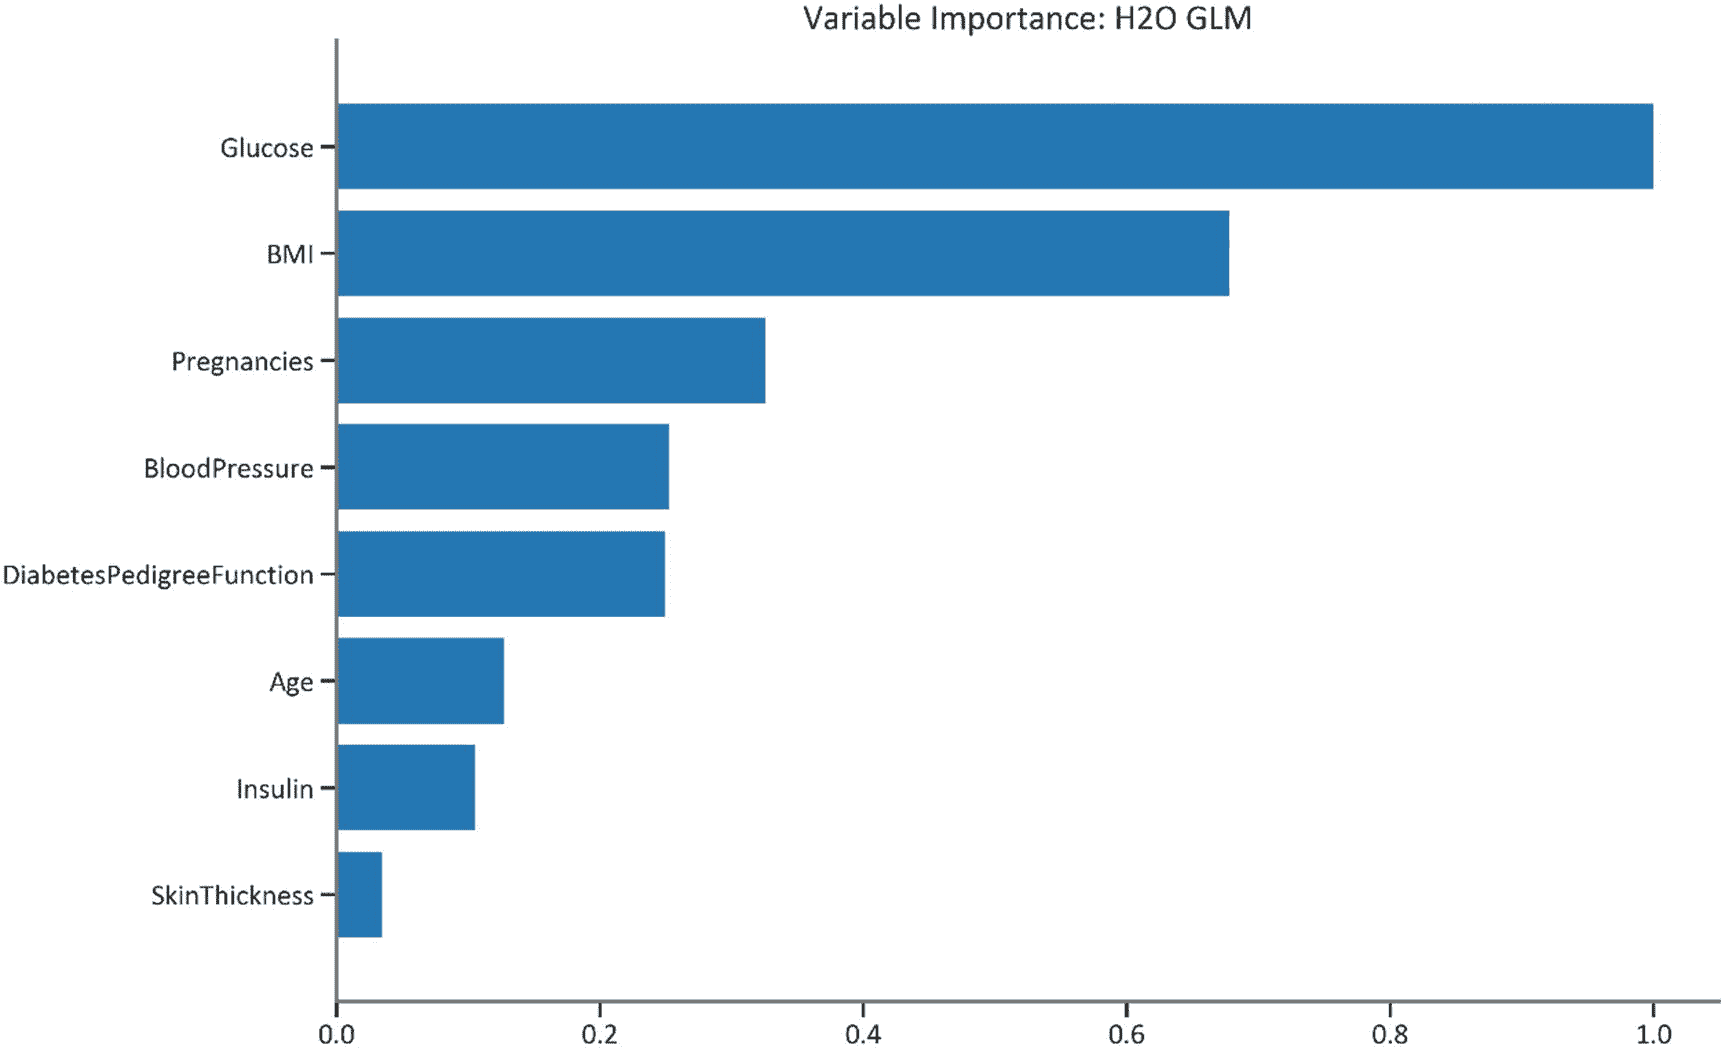 Variable Importance: H2O GLM
Glucose
BMI
Pregnancies
BloodPressure
DiabetesPedigreeFunction
Age
Insulin
SkinThickness
0.0 0.2 0.4 0.6 0.8 1.0